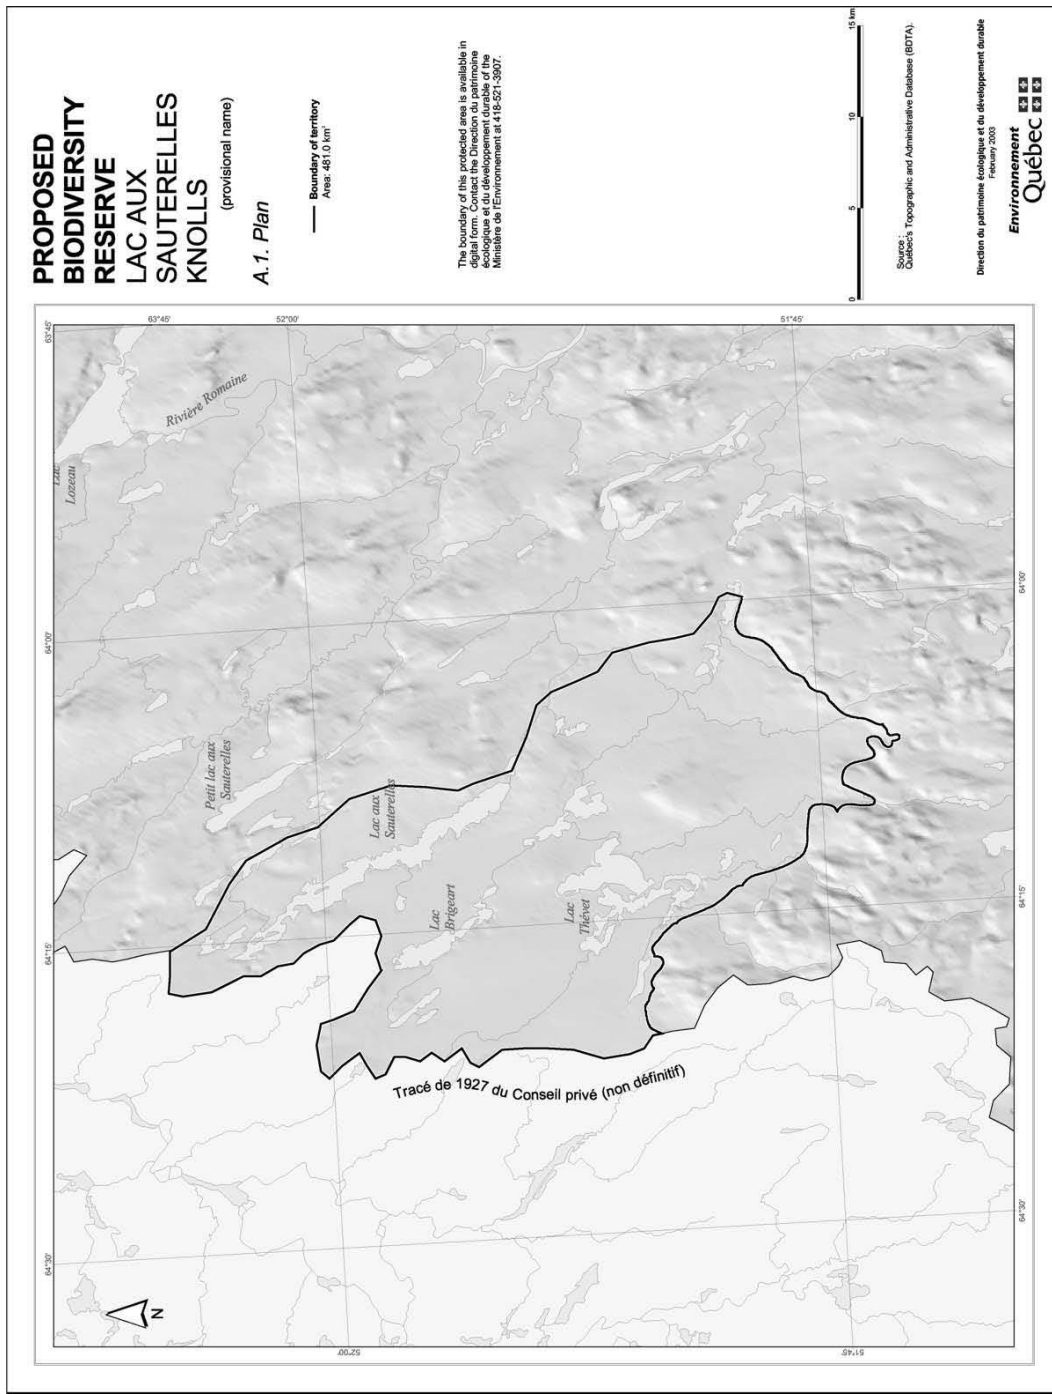 PROPOSED
BIODIVERSITY
RESERVE
LAC AUX
SAUTERELLES
KNOLLS
(provisional name)
A.1. Plan
Boundary of territory
Area: 481.0 km²
The boundary of this protected area is available in
digital form. Contact the Direction du patrimoine
écologique et du développement durable of the
Ministère de l'Environnement at 418-521-3907.
0 5 10 15 km
Source :
Québec's Topographic and Administrative Database (BDTA).
Direction du patrimoine écologique et du développement durable
February 2003
Environnement
Québec
63°45'
63°45'
52°00'
51°45'
Lac
Lozeau
Rivière Romaine
64°00'
64°00'
Petit lac aux
Sauterelles
Lac aux
Sauterelles
Lac
Brigeart
Lac
Thévet
64°15'
64°15'
Tracé de 1927 du Conseil privé (non définitif)
64°30'
64°30'
N
52°00'
51°45'